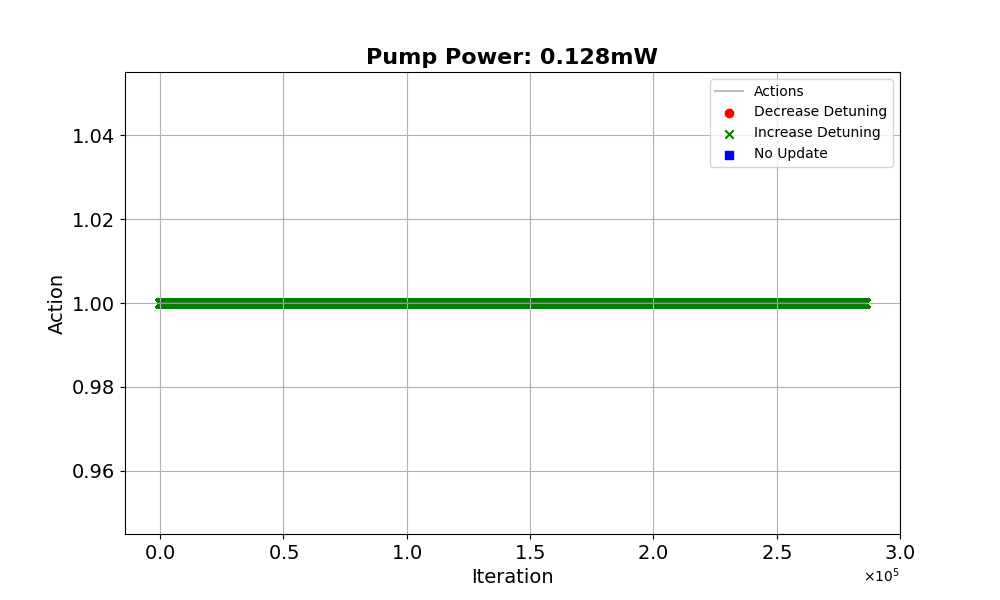 Pump Power: 0.128mW
Actions
Decrease Detuning
Increase Detuning
No Update
Action
1.04
1.02
1.00
0.98
0.96
0.0 0.5 1.0 1.5 2.0 2.5 3.0
Iteration
×10⁵